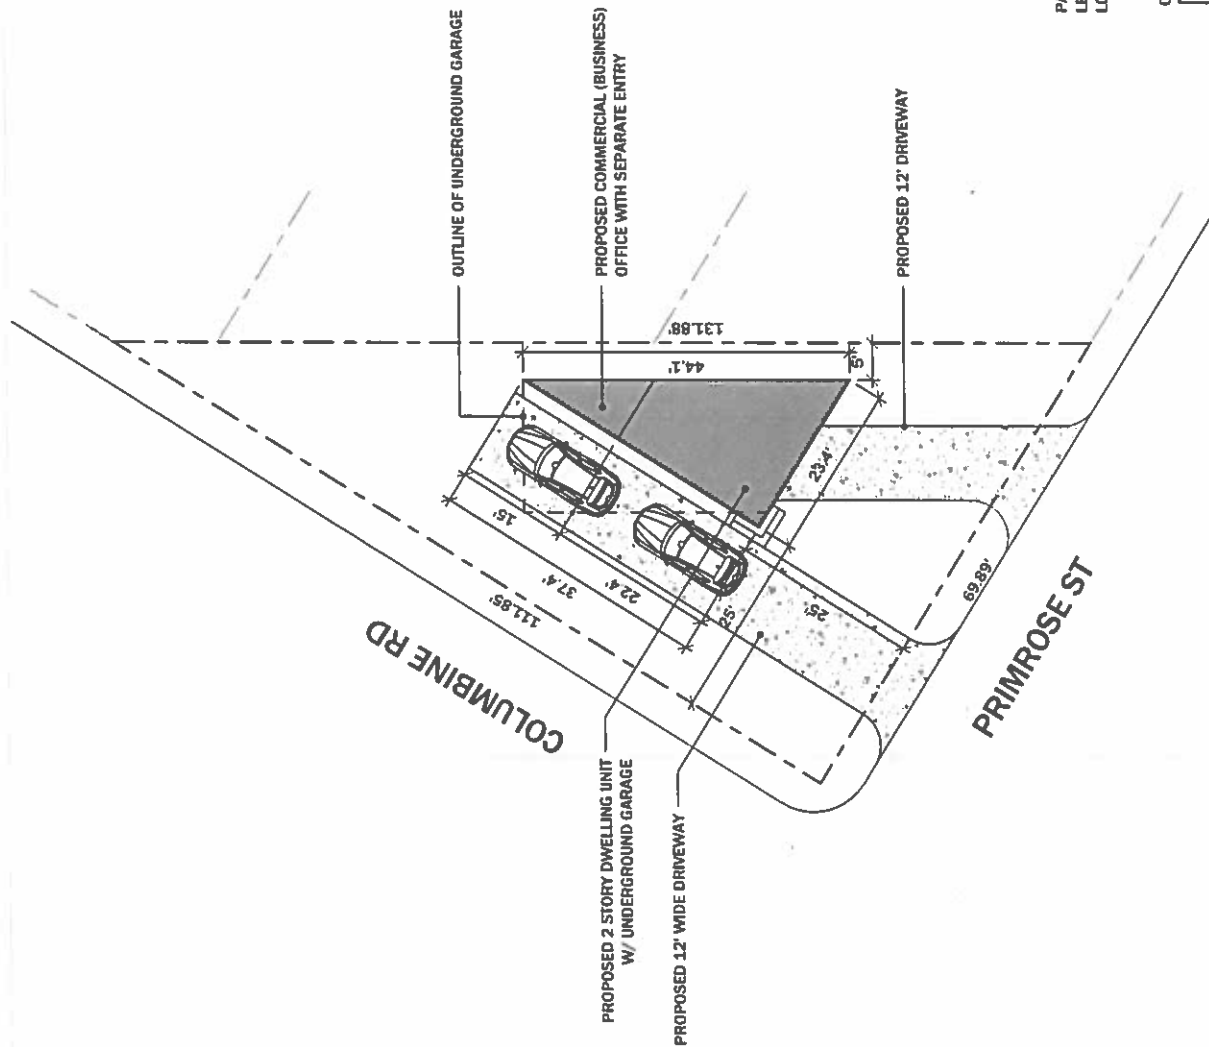 OUTLINE OF UNDERGROUND GARAGE
PROPOSED COMMERCIAL (BUSINESS)
OFFICE WITH SEPARATE ENTRY
PROPOSED 12' DRIVEWAY
131.88'
44.1'
5'
23.4'
15'
37.4'
22.4'
111.85'
25'
25'
69.89'
COLUMBINE RD
PRIMROSE ST
PROPOSED 2 STORY DWELLING UNIT
W/ UNDERGROUND GARAGE
PROPOSED 12' WIDE DRIVEWAY